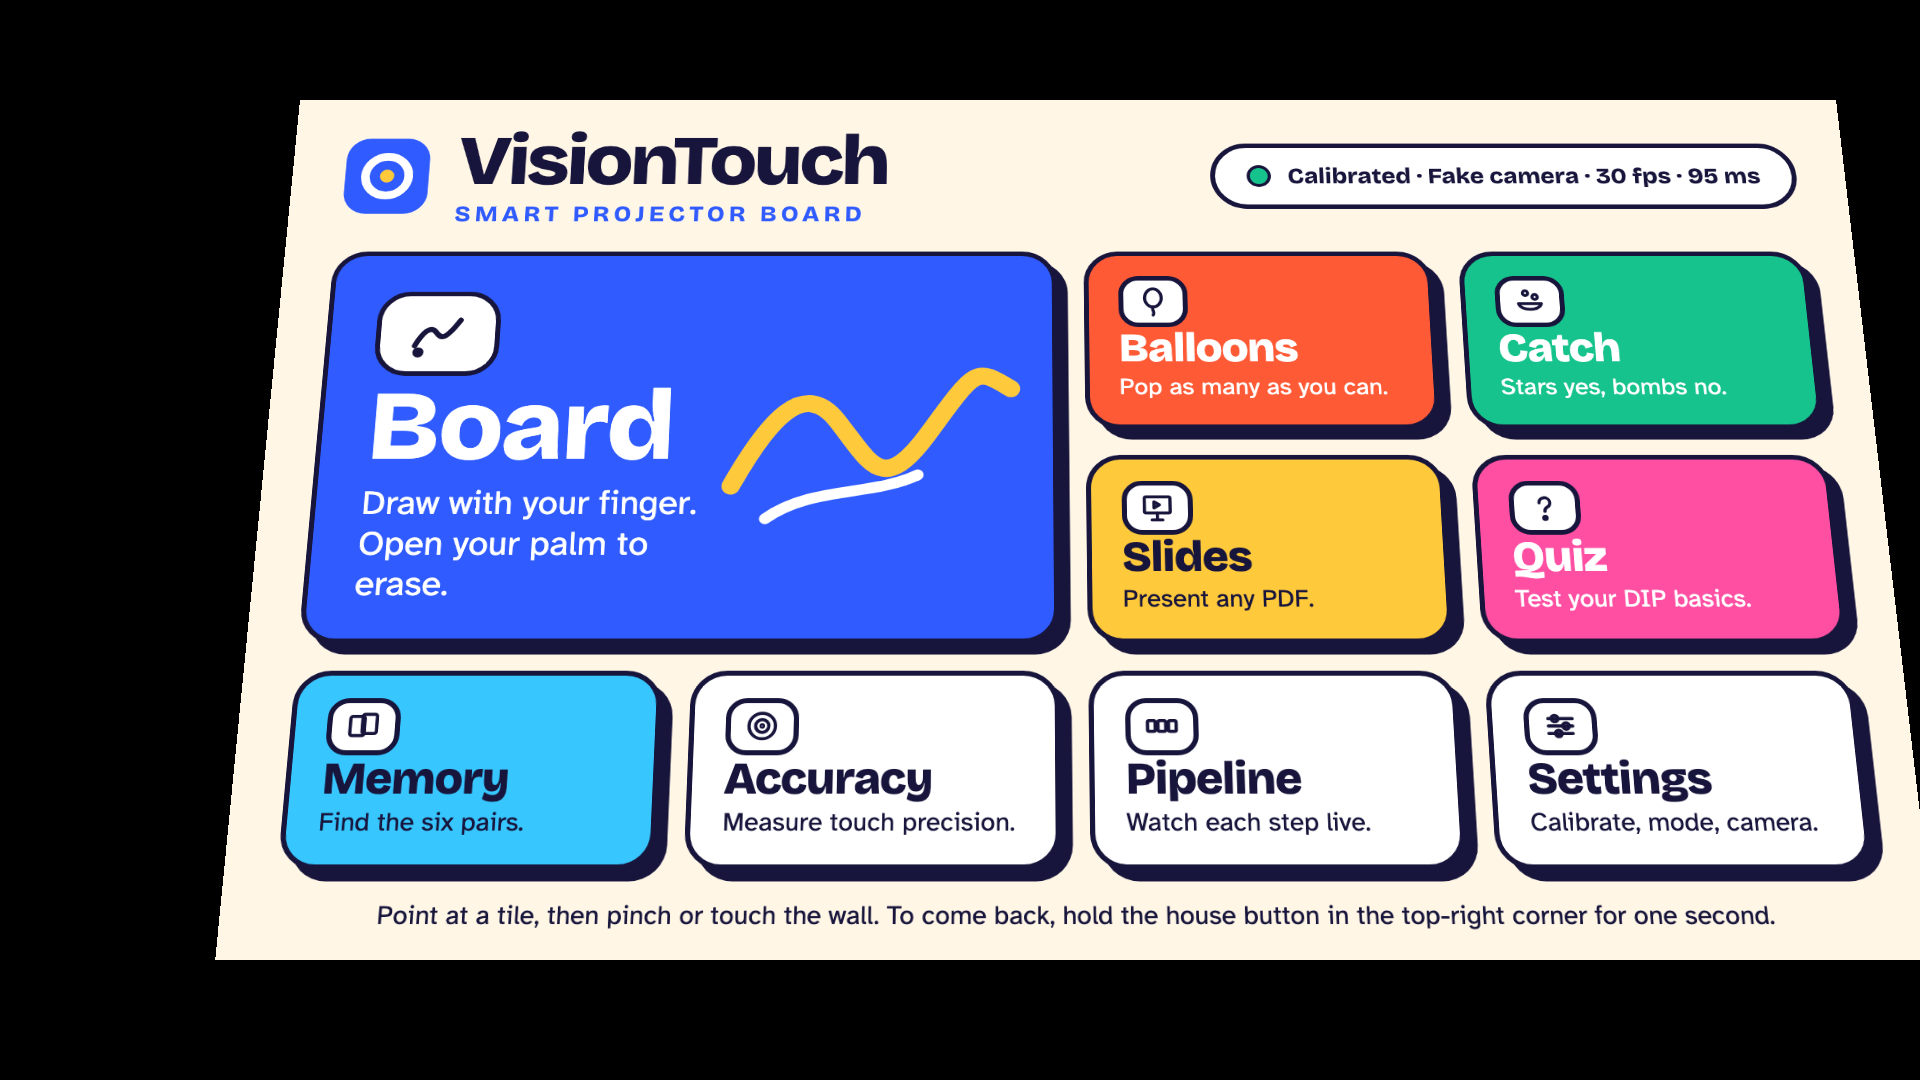 VisionTouch
SMART PROJECTOR BOARD
Calibrated · Fake camera · 30 fps · 95 ms
Board
Draw with your finger.
Open your palm to
erase.
Balloons
Pop as many as you can.
Catch
Stars yes, bombs no.
Slides
Present any PDF.
?
Quiz
Test your DIP basics.
Memory
Find the six pairs.
Accuracy
Measure touch precision.
Pipeline
Watch each step live.
Settings
Calibrate, mode, camera.
Point at a tile, then pinch or touch the wall. To come back, hold the house button in the top-right corner for one second.